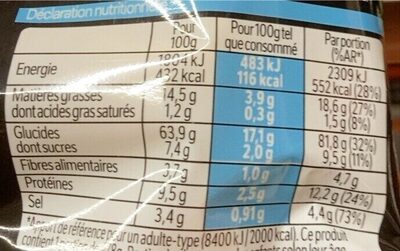 Déclaration nutritionne
Pour 100g Pour 100g tel que consommé Par portion (%AR*)
Energie 1804 kJ 483 kJ 2309 kJ
432 kcal 116 kcal 552 kcal (28%)
Matières grasses 14,5 g 3,9 g 18,6 g (27%)
dont acides gras saturés 1,2 g 0,3 g 1,5 g (8%)
Glucides 63,9 g 17,1 g 81,8 g (32%)
dont sucres 7,4 g 2,0 g 9,5 g (11%)
Fibres alimentaires 3,7 g 1,0 g 4,7 g
Protéines 9,5 g 2,5 g 12,2 g (24%)
Sel 3,4 g 0,91 g 4,4 g (73%)
*Apport de référence pour un adulte-type (8400 kJ / 2000 kcal). Ce produit
contient